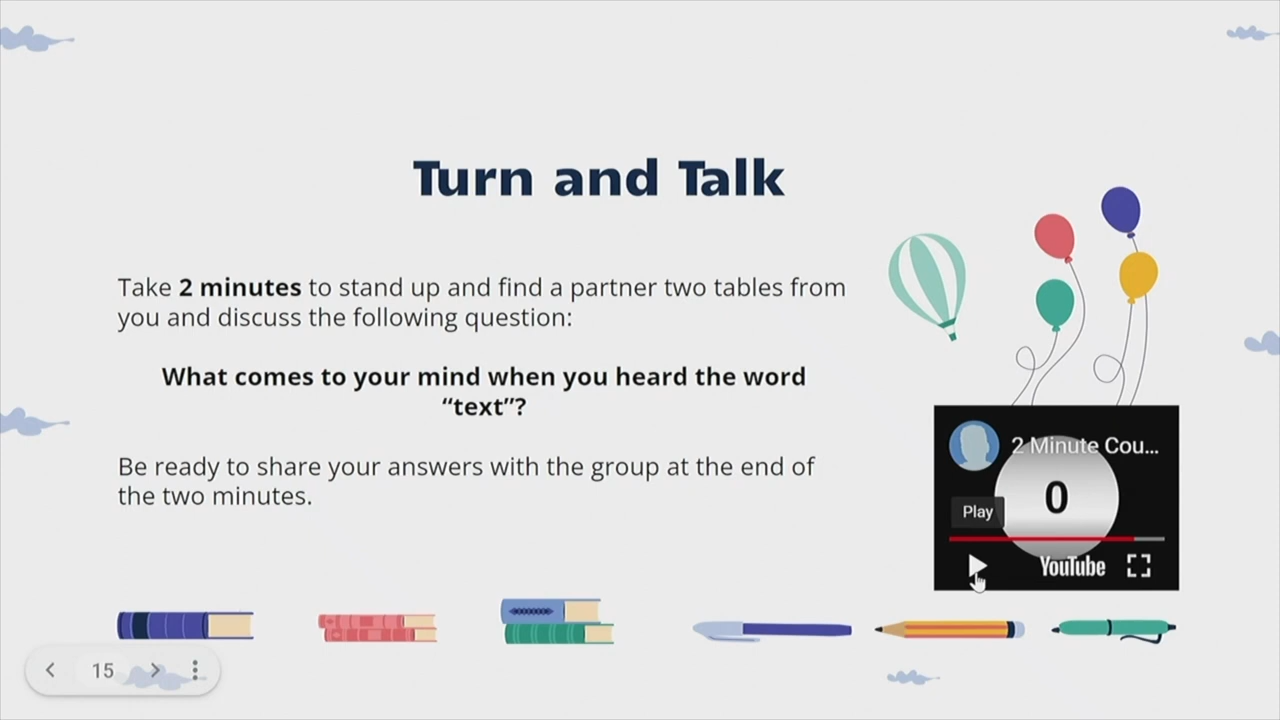 Turn and Talk
Take 2 minutes to stand up and find a partner two tables from
you and discuss the following question:
What comes to your mind when you heard the word
“text”?
Be ready to share your answers with the group at the end of
the two minutes.
2 Minute Cou...
0
Play
YouTube
15